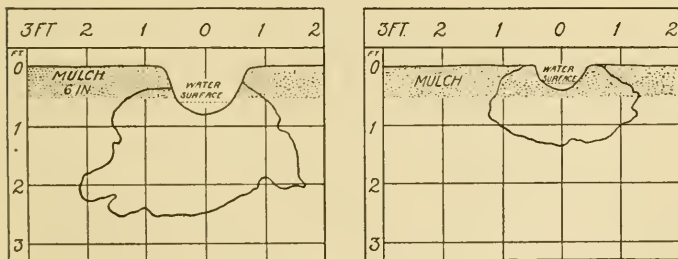 3FT 2 1 0 1 2
FT
0
MULCH
6 IN
WATER
SURFACE
1
2
3
3FT. 2 1 0 1 2
FT
0
MULCH
WATER
SURFACE
1
2
3